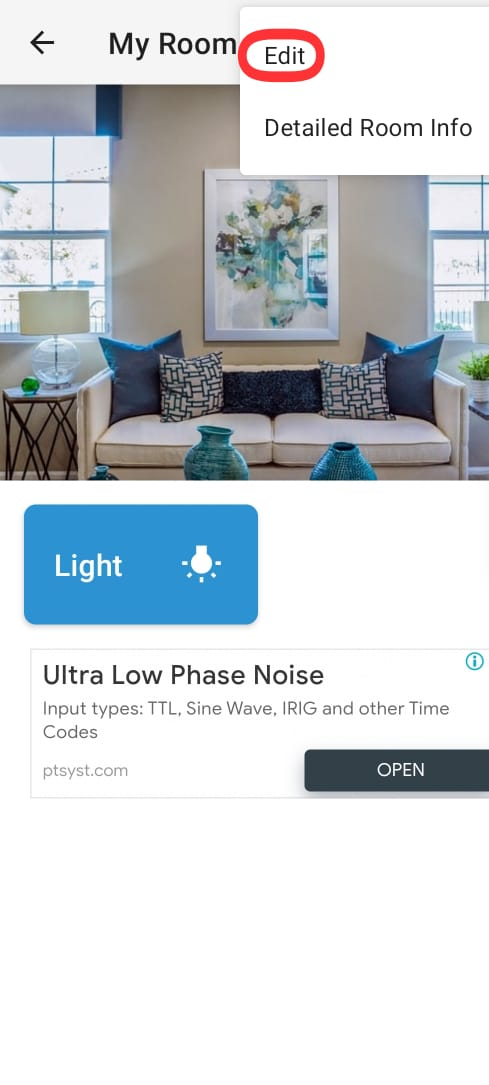 My Room
Edit
Detailed Room Info
Light
Ultra Low Phase Noise
Input types: TTL, Sine Wave, IRIG and other Time
Codes
ptsyst.com
OPEN